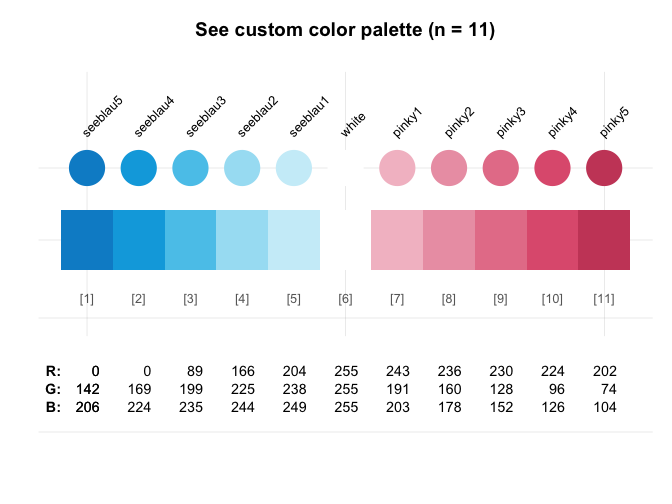 See custom color palette (n = 11)
seeblau5 seeblau4 seeblau3 seeblau2 seeblau1 white pinky1 pinky2 pinky3 pinky4 pinky5
[1] [2] [3] [4] [5] [6] [7] [8] [9] [10] [11]
R: 0 0 89 166 204 255 243 236 230 224 202
G: 142 169 199 225 238 255 191 160 128 96 74
B: 206 224 235 244 249 255 203 178 152 126 104